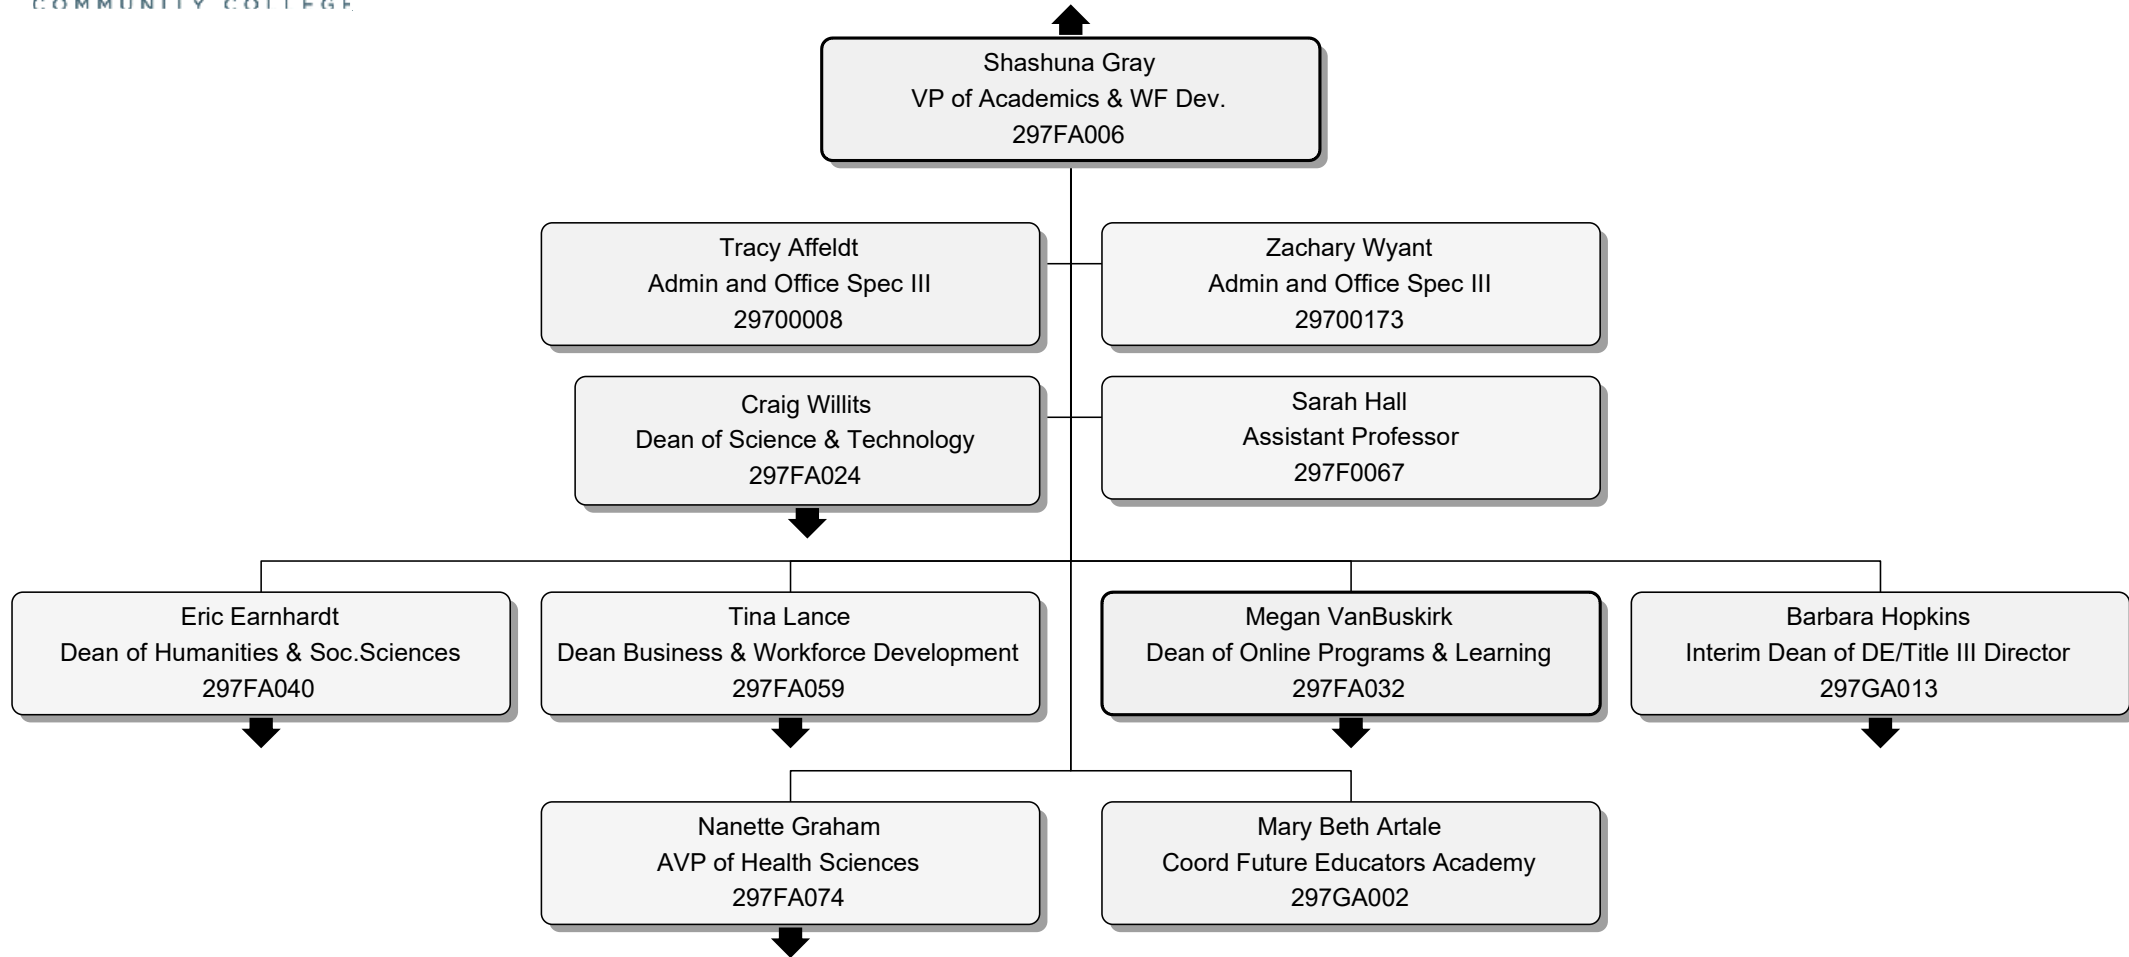 COMMUNITY COLLEGE
Shashuna Gray
VP of Academics & WF Dev.
297FA006
Tracy Affeldt
Admin and Office Spec III
29700008
Zachary Wyant
Admin and Office Spec III
29700173
Craig Willits
Dean of Science & Technology
297FA024
Sarah Hall
Assistant Professor
297F0067
Eric Earnhardt
Dean of Humanities & Soc.Sciences
297FA040
Tina Lance
Dean Business & Workforce Development
297FA059
Megan VanBuskirk
Dean of Online Programs & Learning
297FA032
Barbara Hopkins
Interim Dean of DE/Title III Director
297GA013
Nanette Graham
AVP of Health Sciences
297FA074
Mary Beth Artale
Coord Future Educators Academy
297GA002